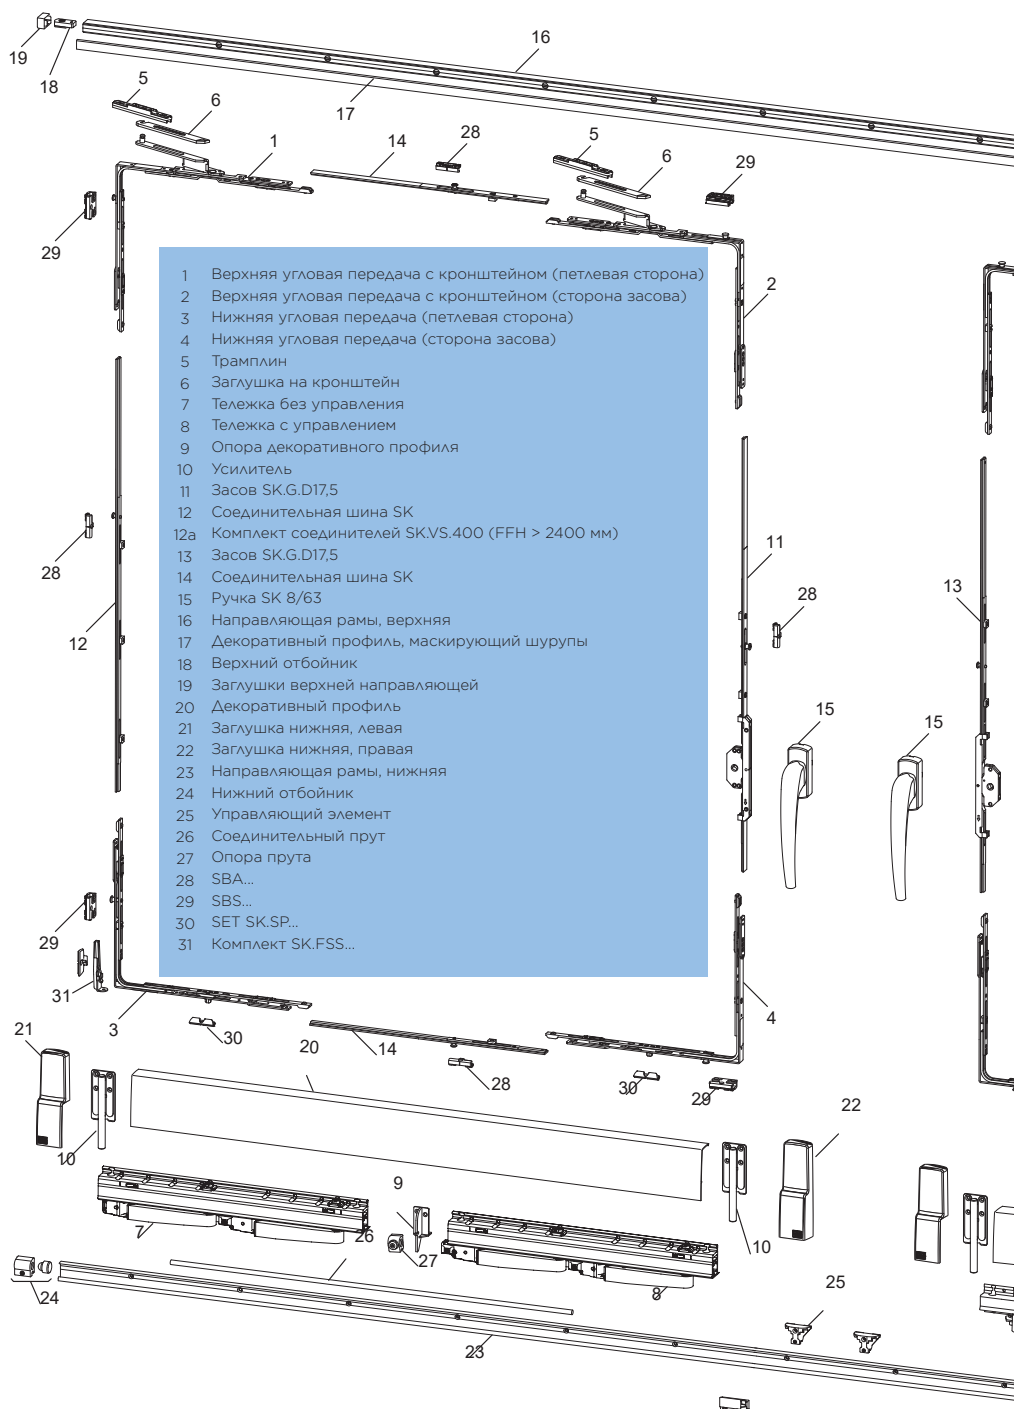 16
19
18
17
5
6
1
14
28
5
6
29
29
2
1 Верхняя угловая передача с кронштейном (петлевая сторона)
2 Верхняя угловая передача с кронштейном (сторона засова)
3 Нижняя угловая передача (петлевая сторона)
4 Нижняя угловая передача (сторона засова)
5 Трамплин
6 Заглушка на кронштейн
7 Тележка без управления
8 Тележка с управлением
9 Опора декоративного профиля
10 Усилитель
11 Засов SK.G.D17,5
12 Соединительная шина SK
12a Комплект соединителей SK.VS.400 (FFH > 2400 мм)
13 Засов SK.G.D17,5
14 Соединительная шина SK
15 Ручка SK 8/63
16 Направляющая рамы, верхняя
17 Декоративный профиль, маскирующий шурупы
18 Верхний отбойник
19 Заглушки верхней направляющей
20 Декоративный профиль
21 Заглушка нижняя, левая
22 Заглушка нижняя, правая
23 Направляющая рамы, нижняя
24 Нижний отбойник
25 Управляющий элемент
26 Соединительный прут
27 Опора прута
28 SBA...
29 SBS...
30 SET SK.SP...
31 Комплект SK.FSS...
28
12
11
28
13
15
15
29
31
3
30
20
14
28
30
29
4
21
22
10
9
7
26
27
10
8
24
25
23